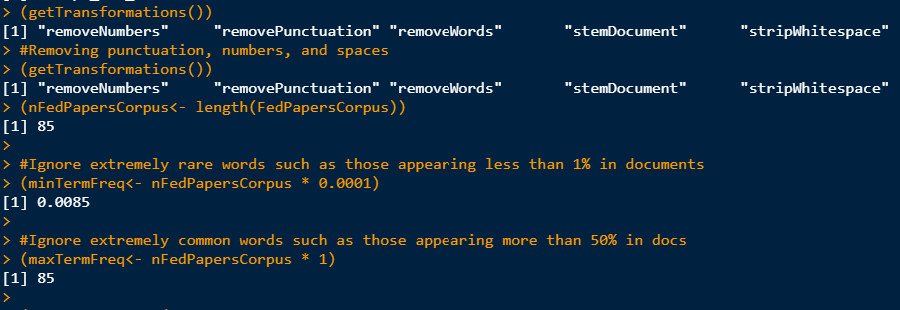 > (getTransformations())
[1] "removeNumbers"     "removePunctuation" "removeWords"       "stemDocument"      "stripWhitespace"
> #Removing punctuation, numbers, and spaces
> (getTransformations())
[1] "removeNumbers"     "removePunctuation" "removeWords"       "stemDocument"      "stripWhitespace"
> (nFedPapersCorpus<- length(FedPapersCorpus))
[1] 85
>
> #Ignore extremely rare words such as those appearing less than 1% in documents
> (minTermFreq<- nFedPapersCorpus * 0.0001)
[1] 0.0085
>
> #Ignore extremely common words such as those appearing more than 50% in docs
> (maxTermFreq<- nFedPapersCorpus * 1)
[1] 85
>